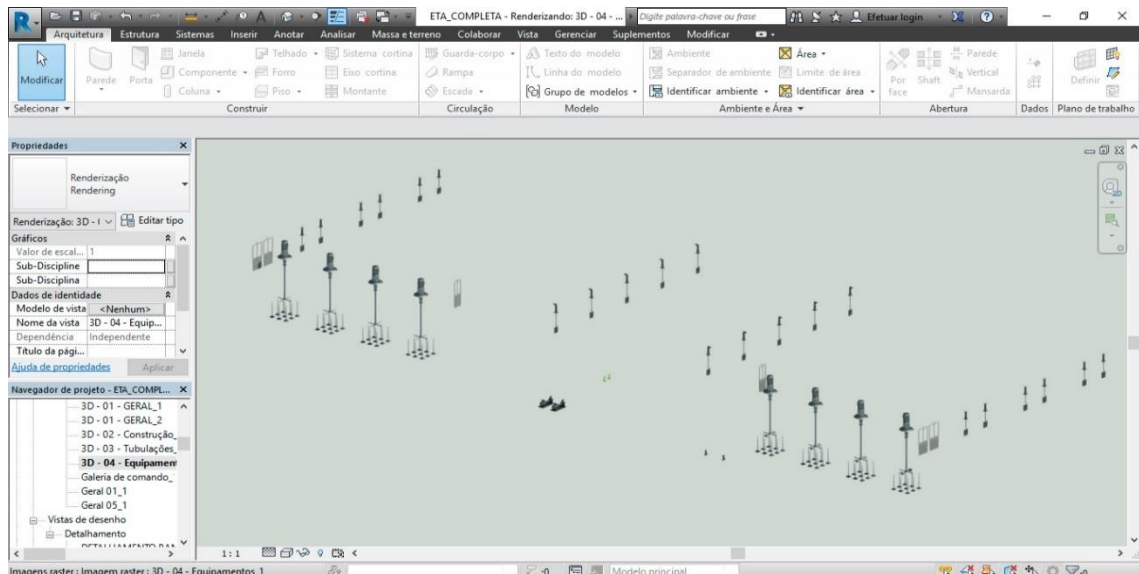 ETA_COMPLETA - Renderizando: 3D - 04 - ...
Digite palavra-chave ou frase
Efetuar login
Arquitetura Estrutura Sistemas Inserir Anotar Analisar Massa e terreno Colaborar Vista Gerenciar Suplementos Modificar
Janela Telhado Sistema cortina Guarda-corpo Texto do modelo Ambiente Área Parede
Modificar Parede Porta Componente Forro Eixo cortina Rampa Linha do modelo Separador de ambiente Limite de área Por face Shaft Vertical Definir
Coluna Piso Montante Escada Grupo de modelos Identificar ambiente Identificar área Mansarda
Selecionar Construir Circulação Modelo Ambiente e Área Abertura Dados Plano de trabalho
Propriedades
Renderização
Rendering
Renderização: 3D - ( Editar tipo
Gráficos
Valor de escal... 1
Sub-Discipline
Sub-Disciplina
Dados de identidade
Modelo de vista <Nenhum>
Nome da vista 3D - 04 - Equip...
Dependência Independente
Título da pági...
Ajuda de propriedades Aplicar
Navegador de projeto - ETA_COMPL...
3D - 01 - GERAL_1
3D - 01 - GERAL_2
3D - 02 - Construção_
3D - 03 - Tubulações_
3D - 04 - Equipament
Galeria de comando_
Geral 01_1
Geral 05_1
Vistas de desenho
Detalhamento
1:1
Imagens raster : Imagem raster : 3D - 04 - Equipamentos_1
:0 Modelo principal :0